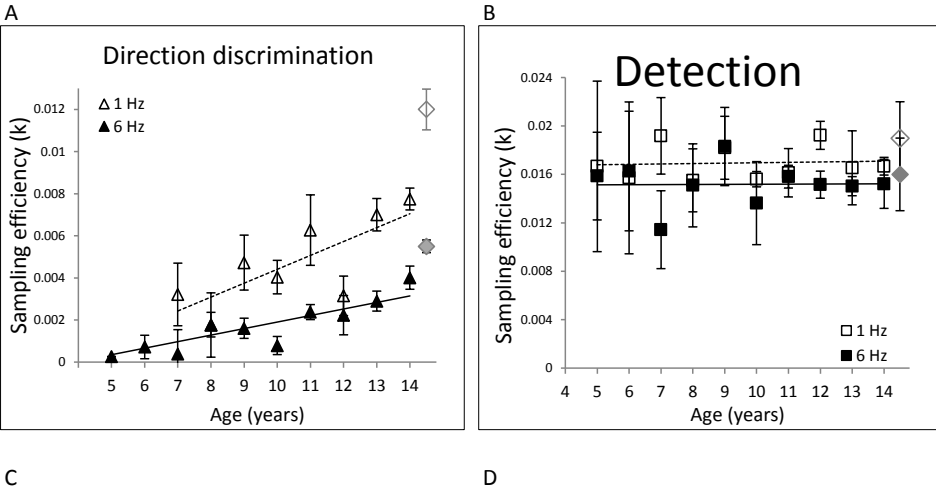 A
B
Direction discrimination
1 Hz
6 Hz
0.012
0.01
0.008
0.006
0.004
0.002
0
Sampling efficiency (k)
5 6 7 8 9 10 11 12 13 14
Age (years)
Detection
0.024
0.02
0.016
0.012
0.008
0.004
0
Sampling efficiency (k)
1 Hz
6 Hz
4 5 6 7 8 9 10 11 12 13 14
Age (years)
C
D